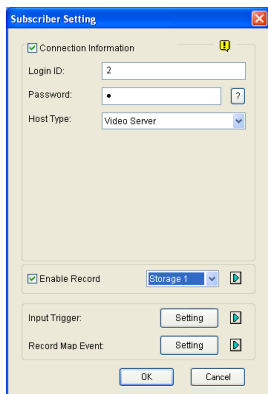 Subscriber Setting
Connection Information
Login ID: 2
Password: •
?
Host Type: Video Server
Enable Record Storage 1
Input Trigger: Setting
Record Map Event: Setting
OK Cancel